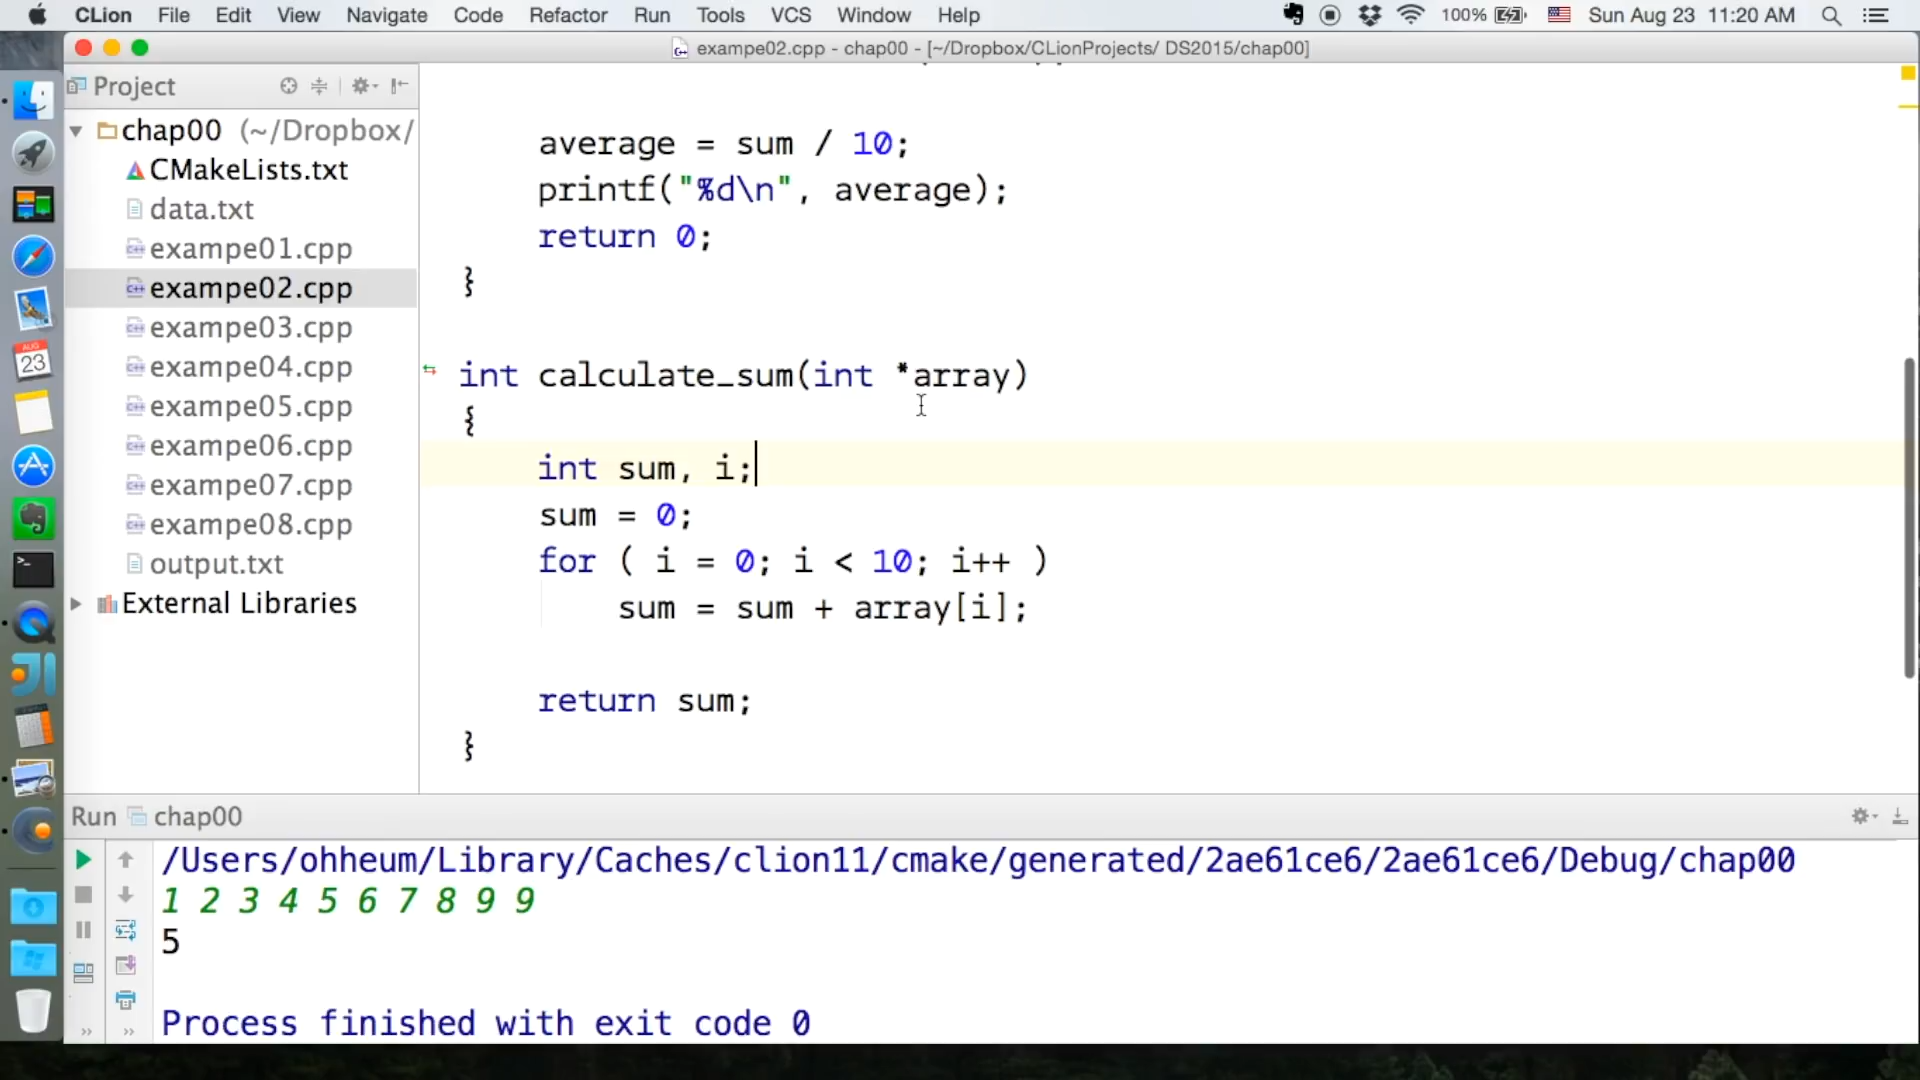 CLion File Edit View Navigate Code Refactor Run Tools VCS Window Help 100% Sun Aug 23 11:20 AM
exampe02.cpp - chap00 - [~/Dropbox/CLionProjects/ DS2015/chap00]
Project
chap00 (~/Dropbox/
CMakeLists.txt
data.txt
exampe01.cpp
exampe02.cpp
exampe03.cpp
exampe04.cpp
exampe05.cpp
exampe06.cpp
exampe07.cpp
exampe08.cpp
output.txt
External Libraries
AUG
23
average = sum / 10;
printf("%d\n", average);
return 0;
}
int calculate_sum(int *array)
{
int sum, i;
sum = 0;
for ( i = 0; i < 10; i++ )
sum = sum + array[i];
return sum;
}
Run chap00
/Users/ohheum/Library/Caches/clion11/cmake/generated/2ae61ce6/2ae61ce6/Debug/chap00
1 2 3 4 5 6 7 8 9 9
5
Process finished with exit code 0